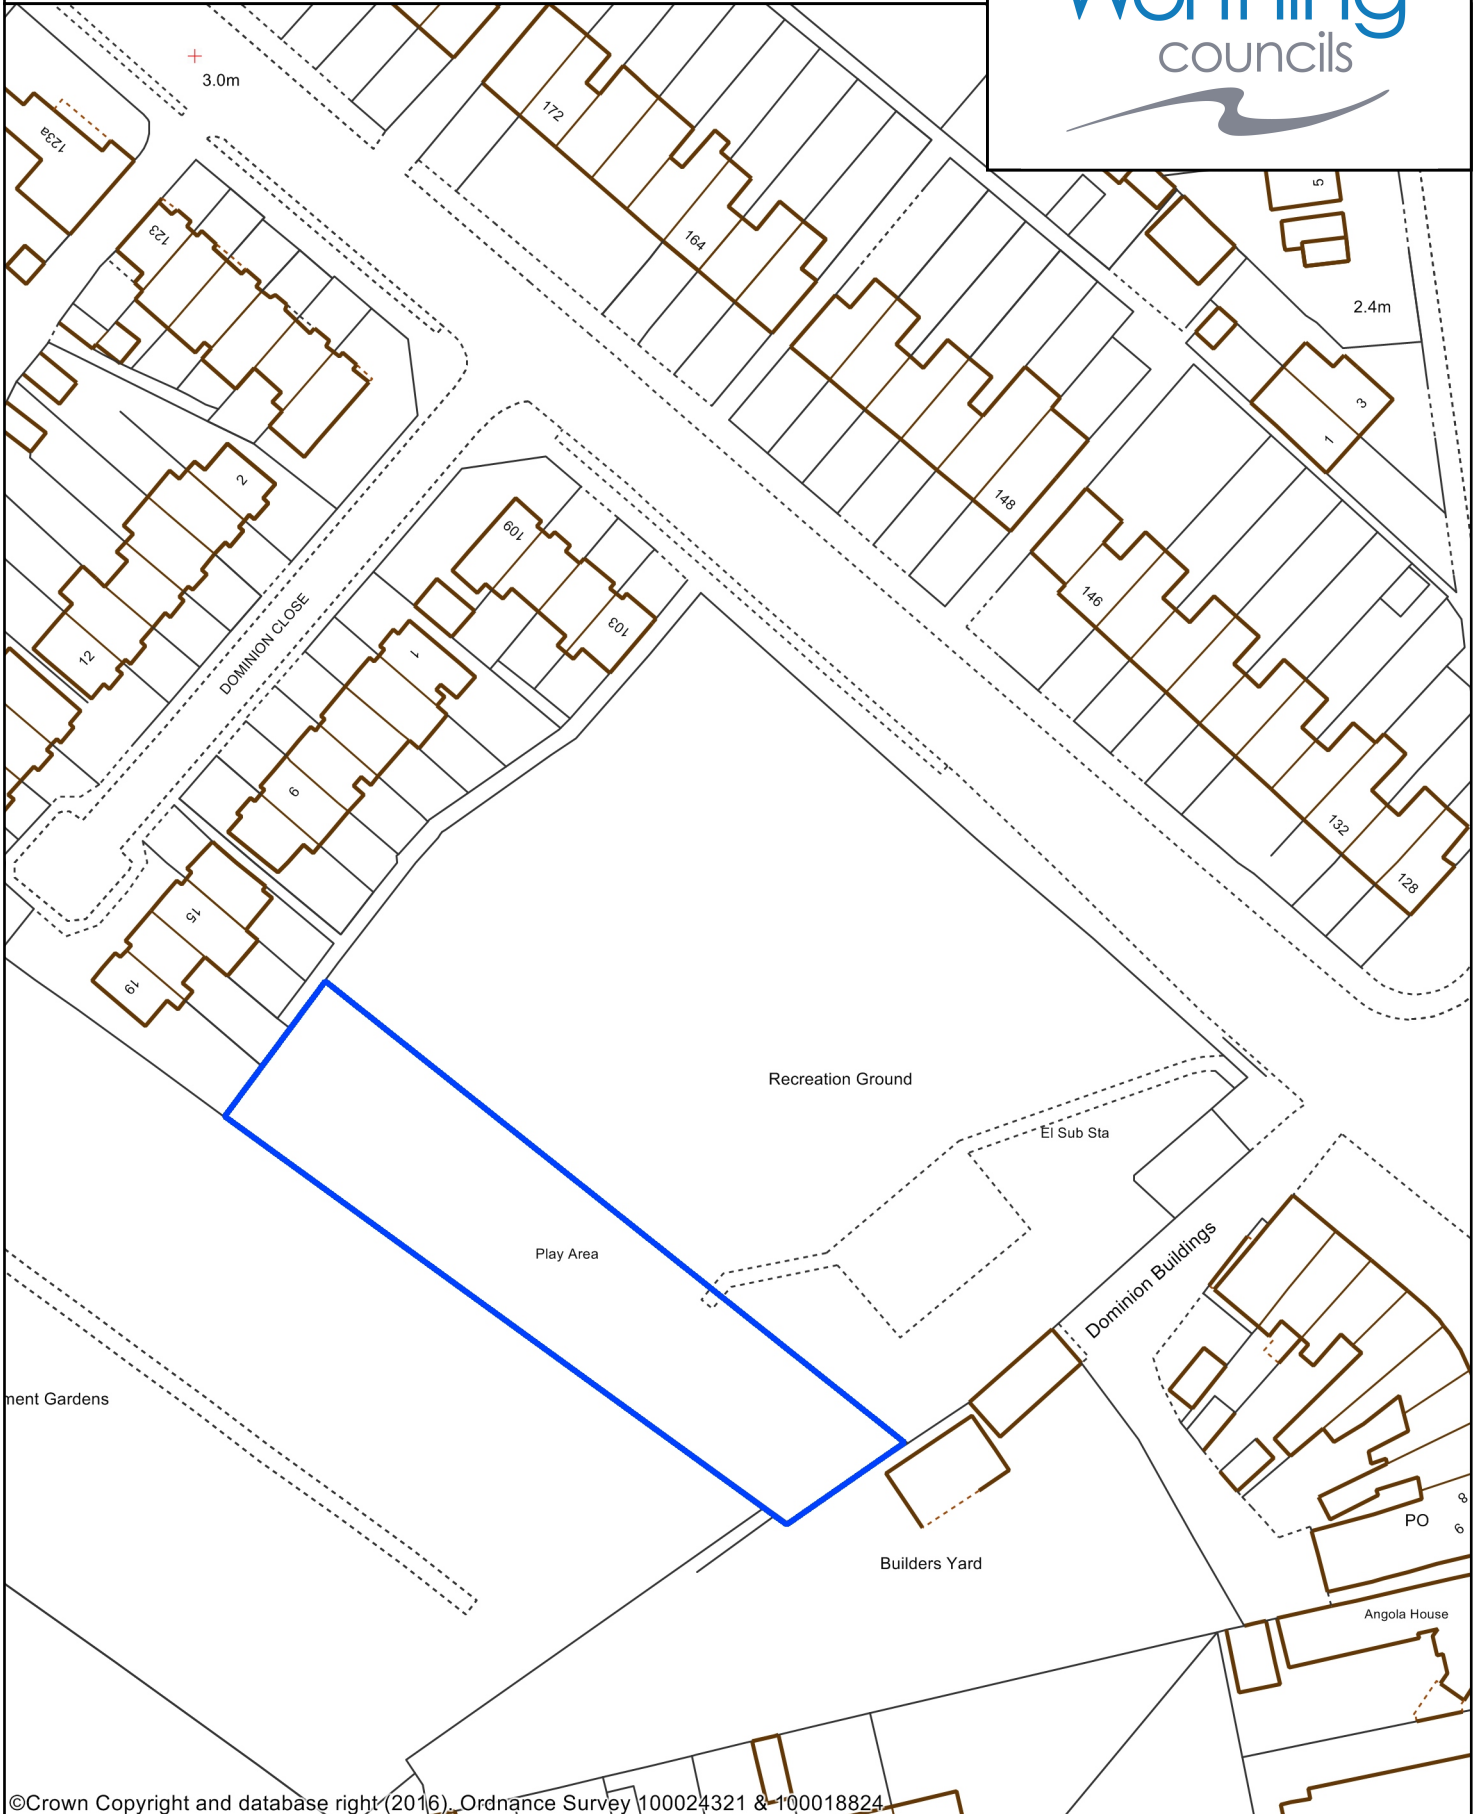 Worthing
councils
3.0m
123a
172
5
123
164
2.4m
3
1
2
148
109
146
103
DOMINION CLOSE
12
1
6
132
128
15
19
Recreation Ground
El Sub Sta
Play Area
Dominion Buildings
ment Gardens
8
PO
6
Builders Yard
Angola House
©Crown Copyright and database right (2016). Ordnance Survey 100024321 & 100018824